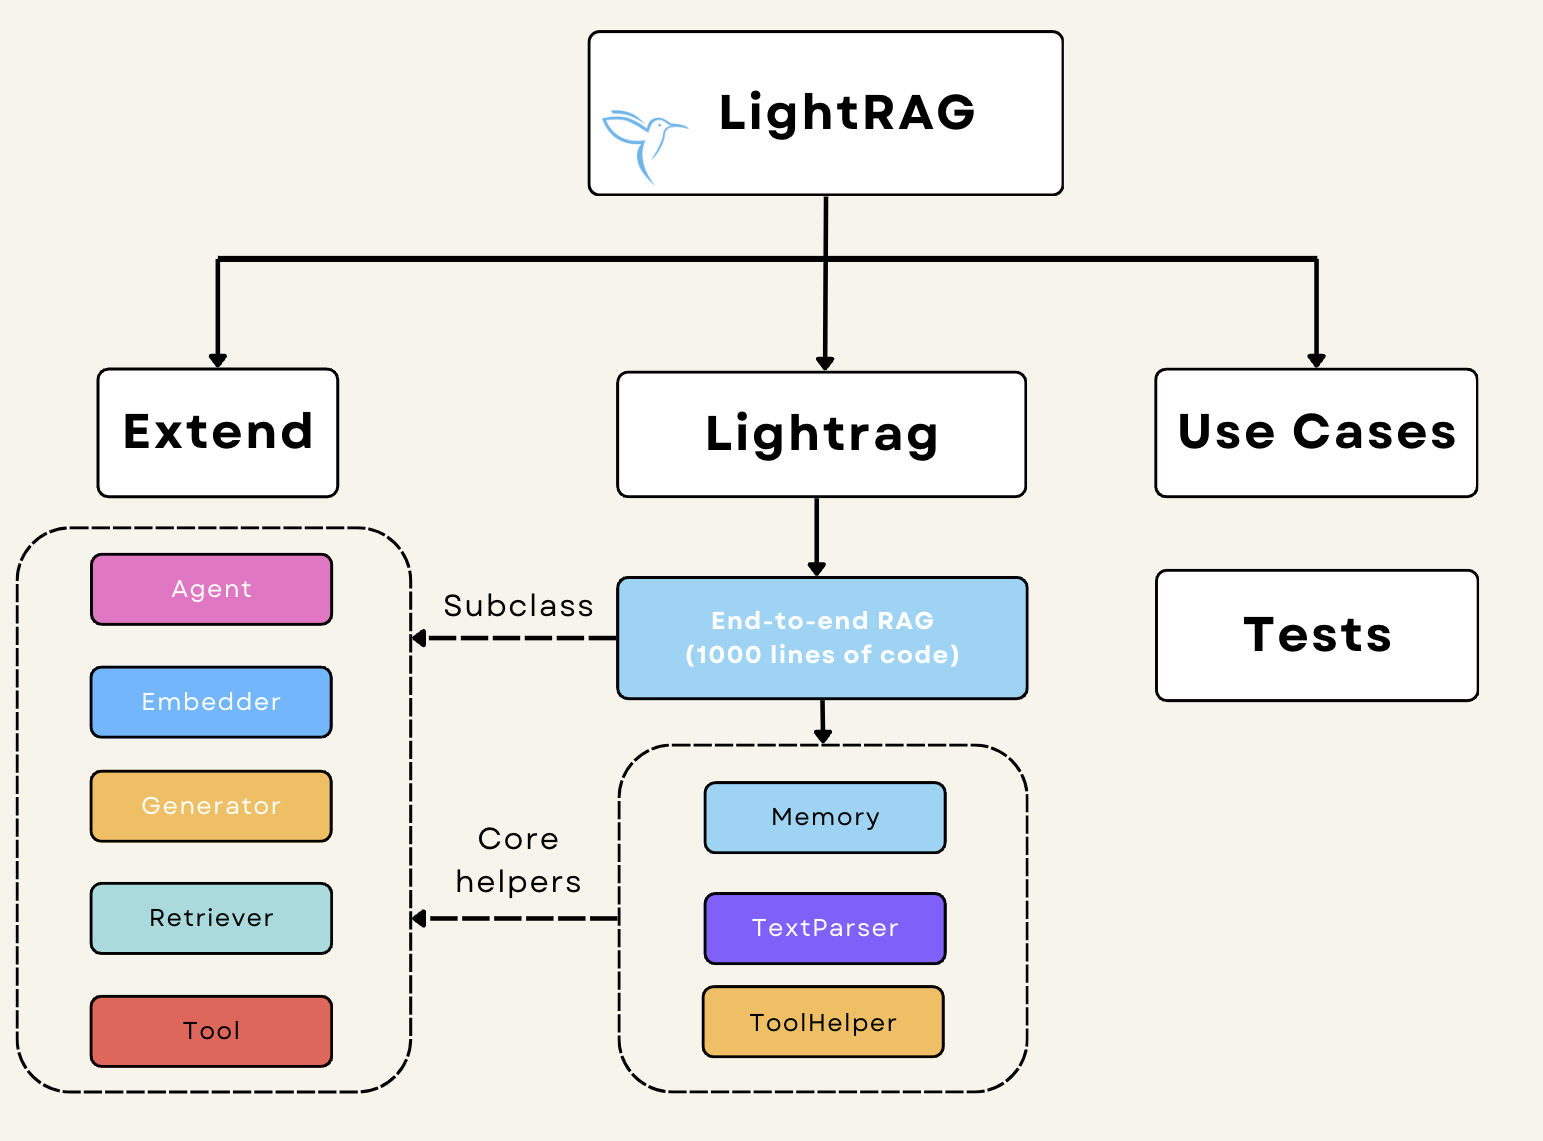 LightRAG
Extend
Lightrag
Use Cases
Agent
Embedder
Generator
Retriever
Tool
Subclass
Core
helpers
End-to-end RAG
(1000 lines of code)
Memory
TextParser
ToolHelper
Tests